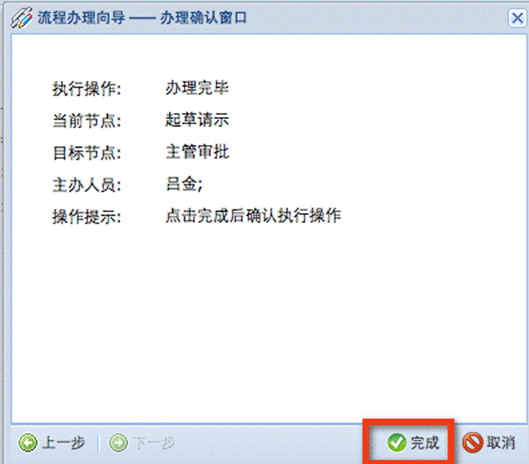 流程办理向导 —— 办理确认窗口
执行操作: 办理完毕
当前节点: 起草请示
目标节点: 主管审批
主办人员: 吕金;
操作提示: 点击完成后确认执行操作
上一步 下一步 完成 取消